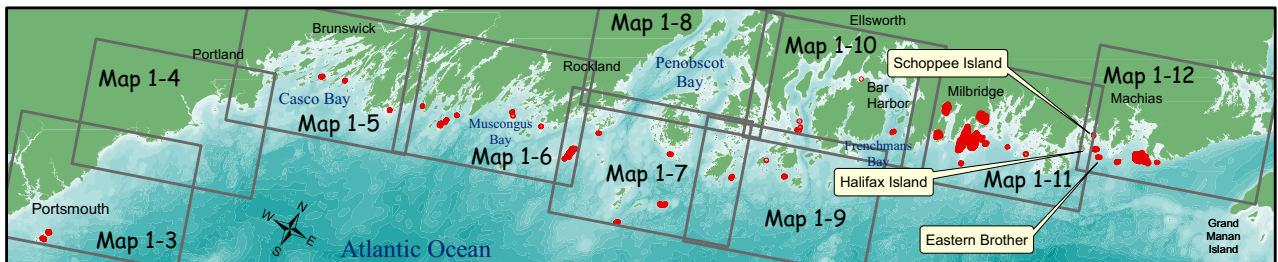 Map 1-8
Ellsworth
Brunswick
Map 1-10
Portland
Schoppee Island
Map 1-4
Rockland
Penobscot
Bay
Map 1-12
Bar
Harbor
Milbridge
Machias
Casco Bay
Map 1-5
Muscongus
Bay
Frenchmans
Bay
Map 1-6
Map 1-7
Halifax Island
Map 1-11
Portsmouth
N
W
E
S
Map 1-9
Map 1-3
Eastern Brother
Grand
Manan
Island
Atlantic Ocean